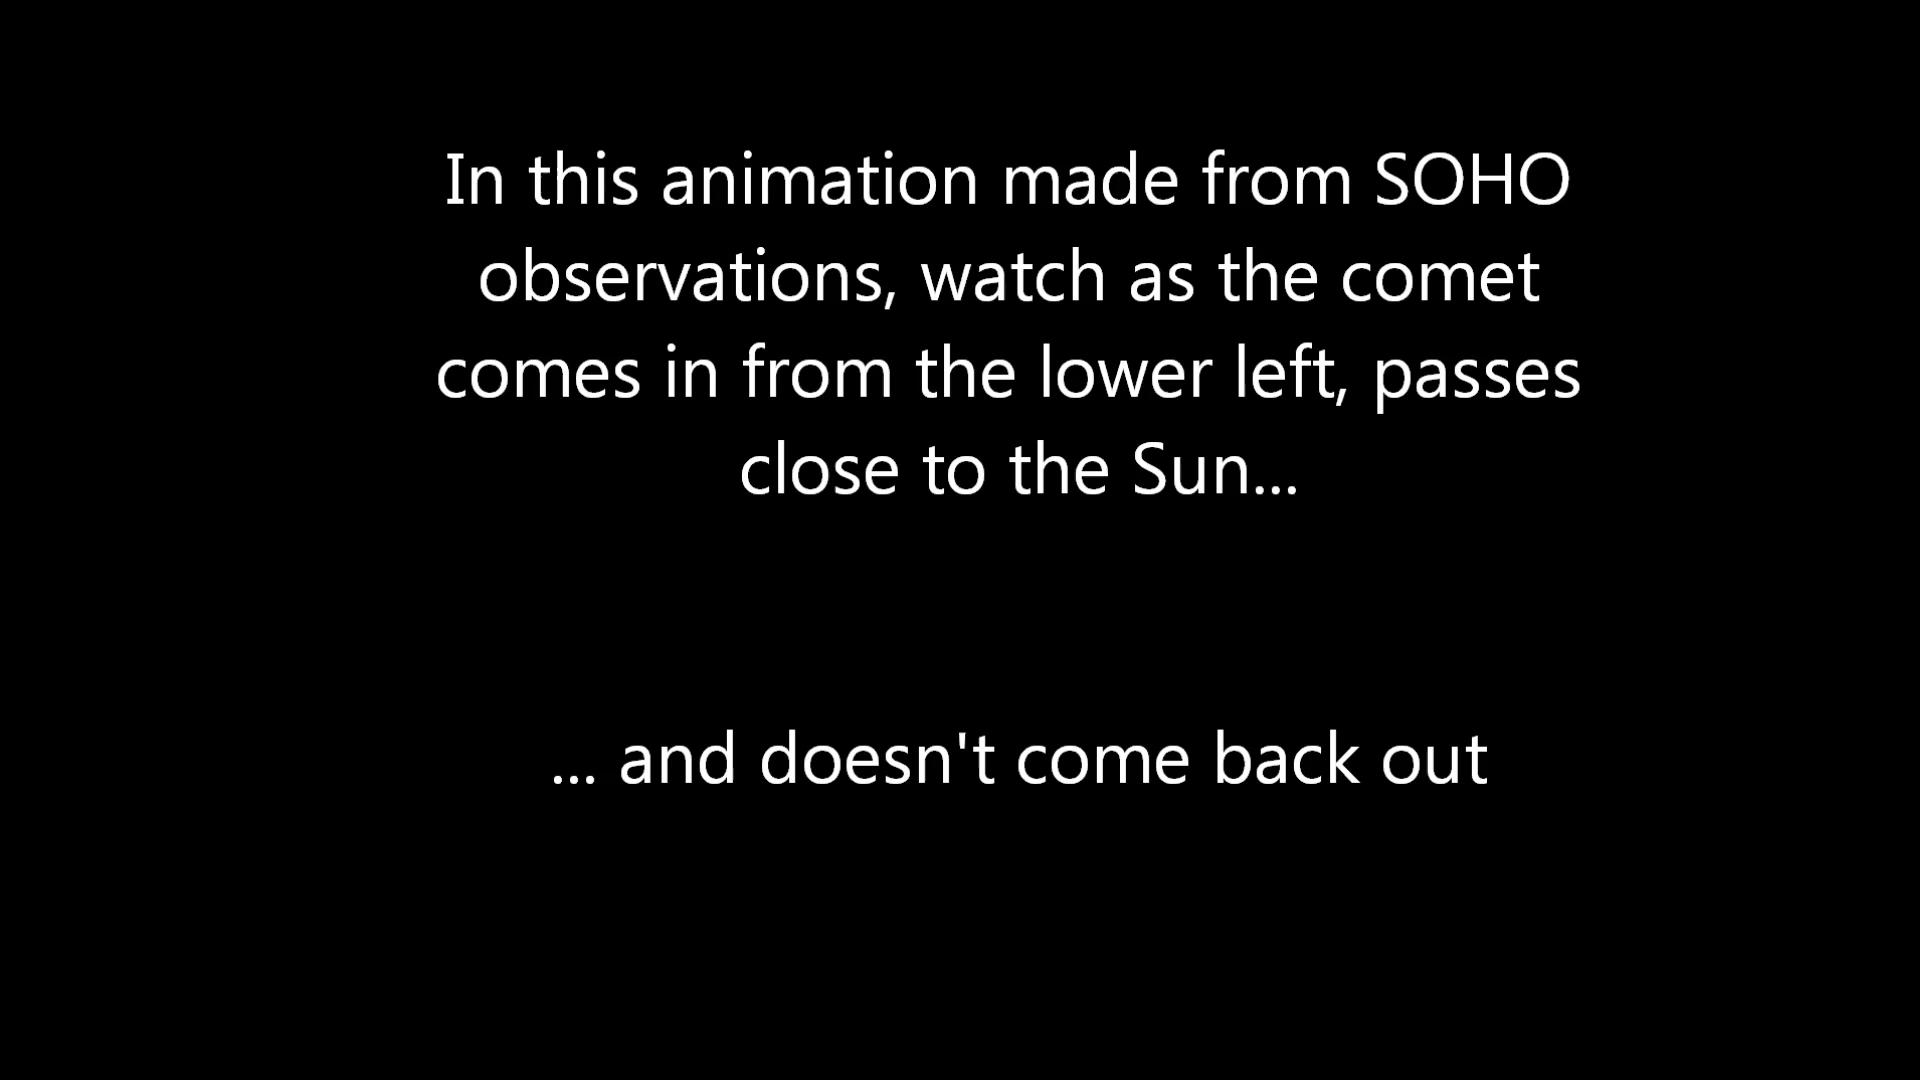 In this animation made from SOHO
observations, watch as the comet
comes in from the lower left, passes
close to the Sun...
... and doesn't come back out